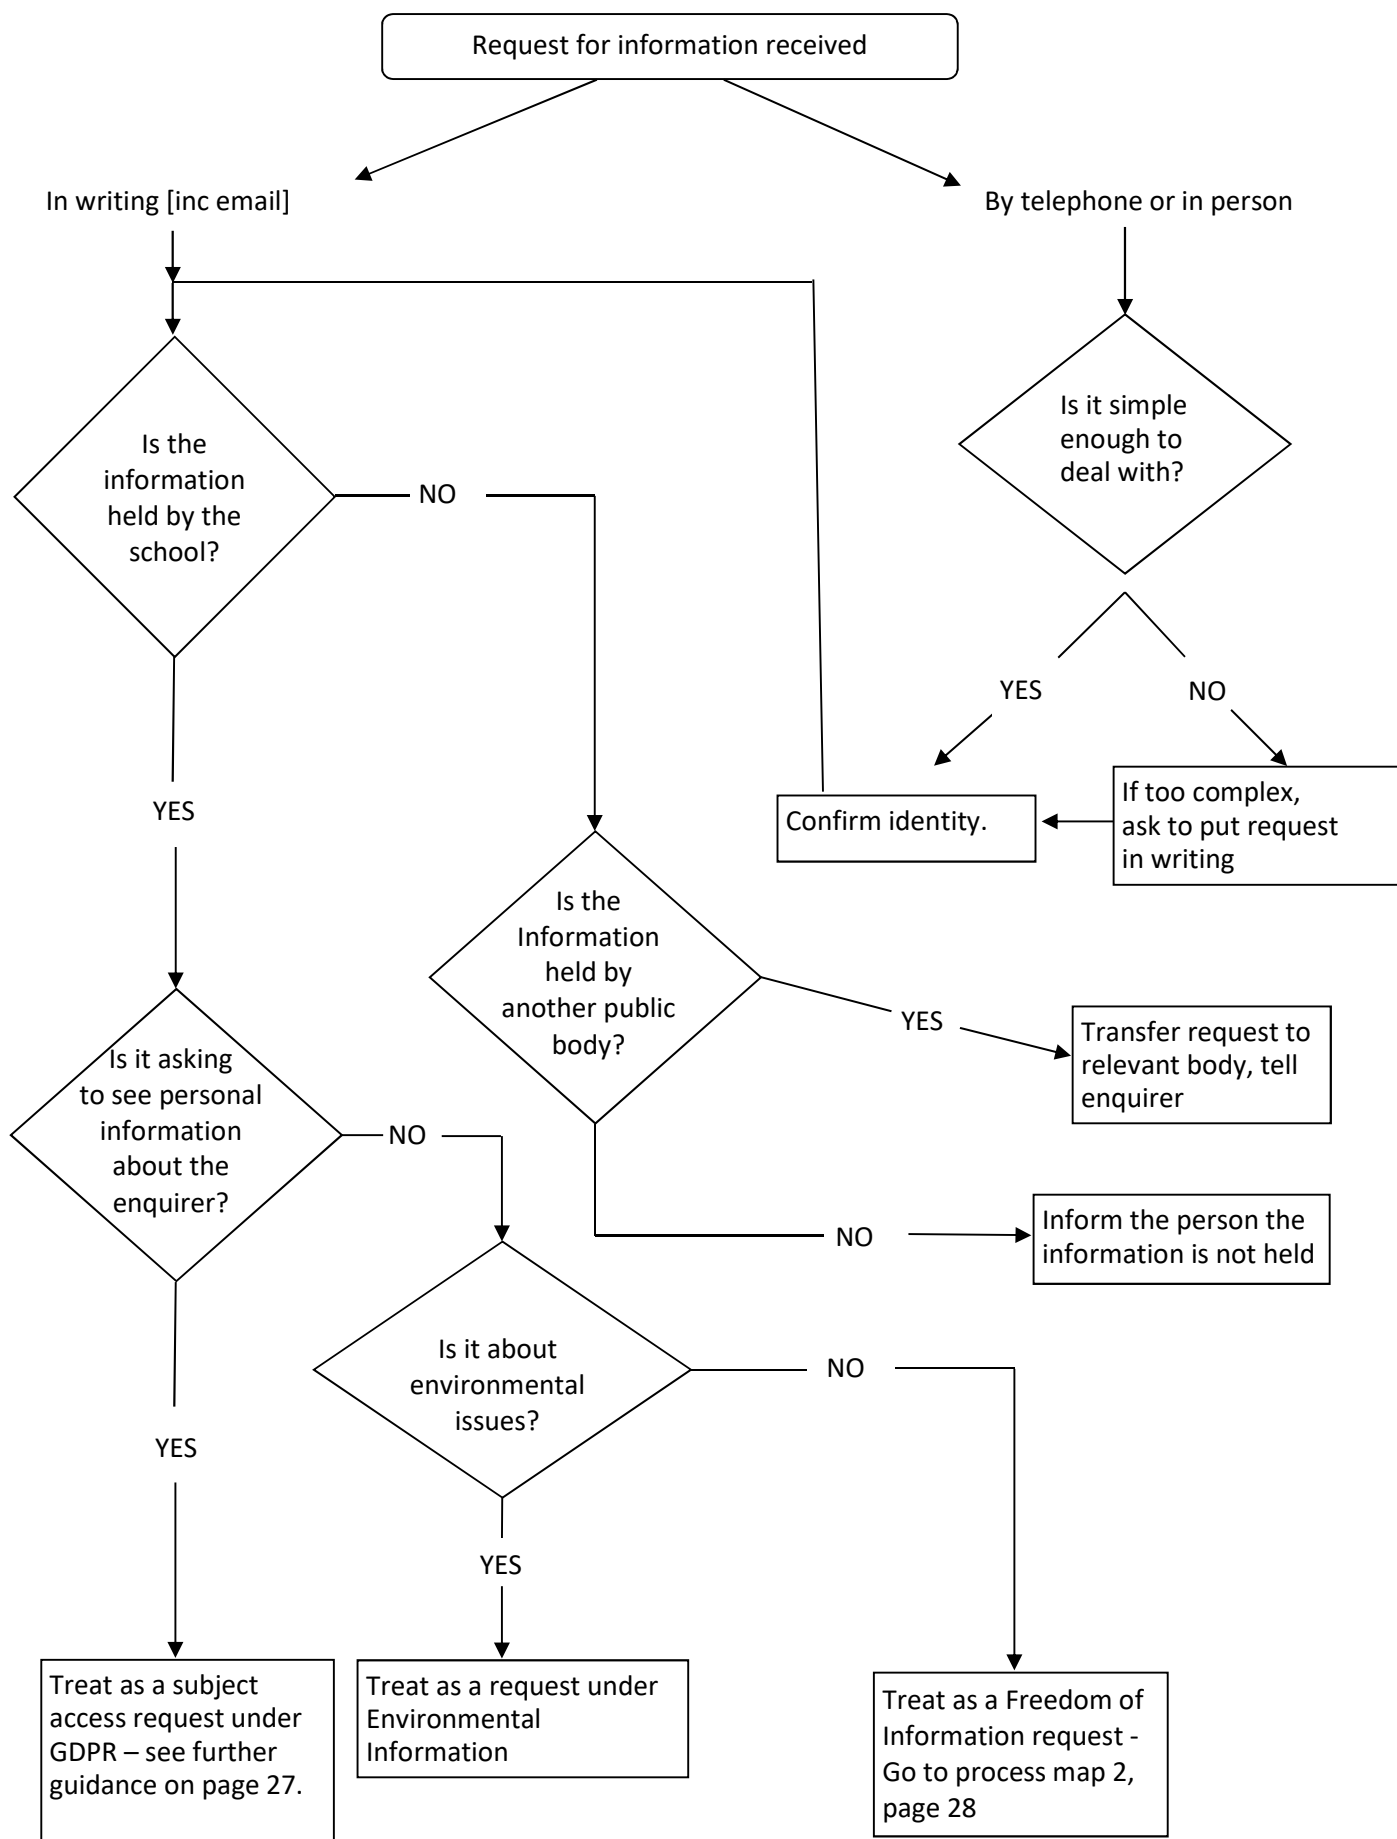 Request for information received
In writing [inc email]
By telephone or in person
Is it simple
enough to
deal with?
Is the
information
held by the
school?
NO
YES
NO
If too complex,
ask to put request
in writing
Confirm identity.
YES
Is the
Information
held by
another public
body?
YES
Transfer request to
relevant body, tell
enquirer
Is it asking
to see personal
information
about the
enquirer?
NO
NO
Inform the person the
information is not held
Is it about
environmental
issues?
NO
YES
YES
Treat as a subject
access request under
GDPR – see further
guidance on page 27.
Treat as a request under
Environmental
Information
Treat as a Freedom of
Information request -
Go to process map 2,
page 28